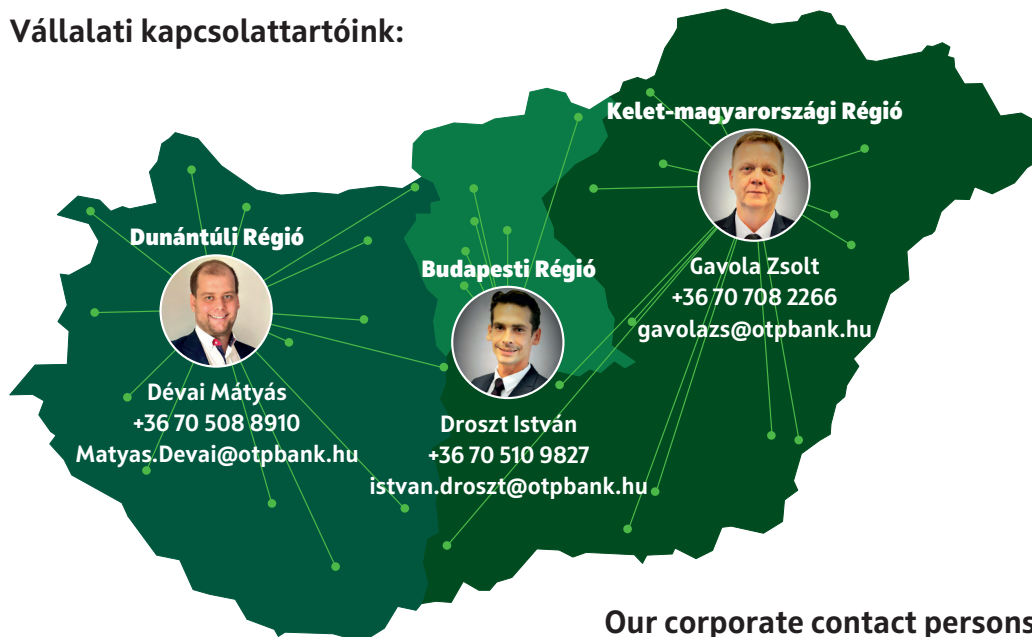 Vállalati kapcsolattartóink:
Kelet-magyarországi Régió
Gavola Zsolt
+36 70 708 2266
gavolazs@otpbank.hu
Dunántúli Régió
Dévai Mátyás
+36 70 508 8910
Matyas.Devai@otpbank.hu
Budapesti Régió
Droszt István
+36 70 510 9827
istvan.droszt@otpbank.hu
Our corporate contact persons